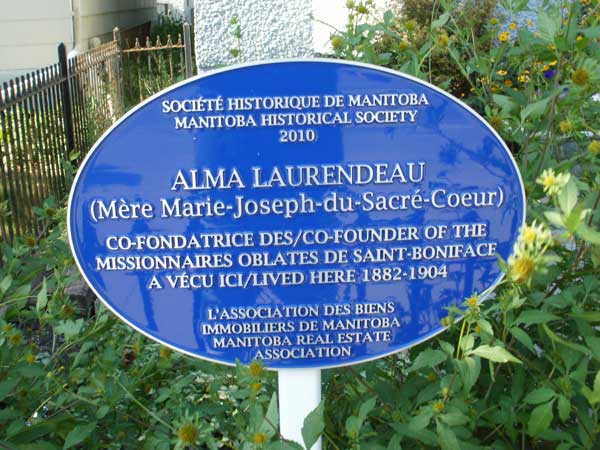 SOCIÉTÉ HISTORIQUE DE MANITOBA
MANITOBA HISTORICAL SOCIETY
2010
ALMA LAURENDEAU
(Mère Marie-Joseph-du-Sacré-Coeur)
CO-FONDATRICE DES/CO-FOUNDER OF THE
MISSIONNAIRES OBLATES DE SAINT-BONIFACE
A VÉCU ICI/LIVED HERE 1882-1904
L'ASSOCIATION DES BIENS
IMMOBILIERS DE MANITOBA
MANITOBA REAL ESTATE
ASSOCIATION